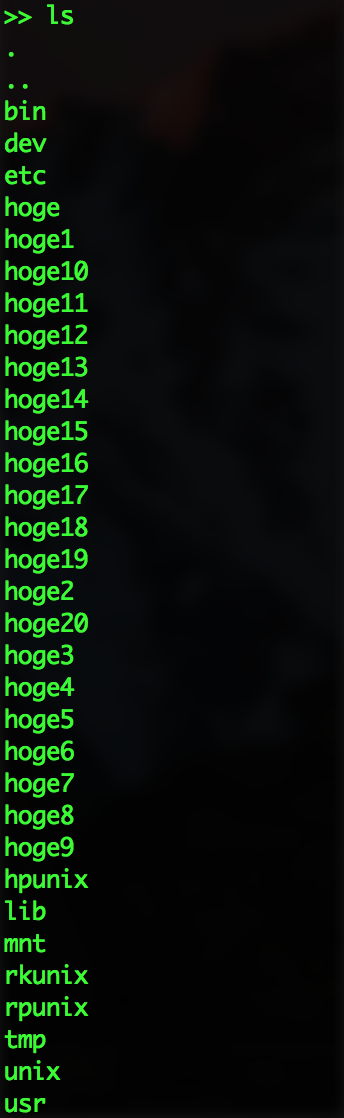 >> ls
.
..
bin
dev
etc
hoge
hoge1
hoge10
hoge11
hoge12
hoge13
hoge14
hoge15
hoge16
hoge17
hoge18
hoge19
hoge2
hoge20
hoge3
hoge4
hoge5
hoge6
hoge7
hoge8
hoge9
hpunix
lib
mnt
rkunix
rpunix
tmp
unix
usr